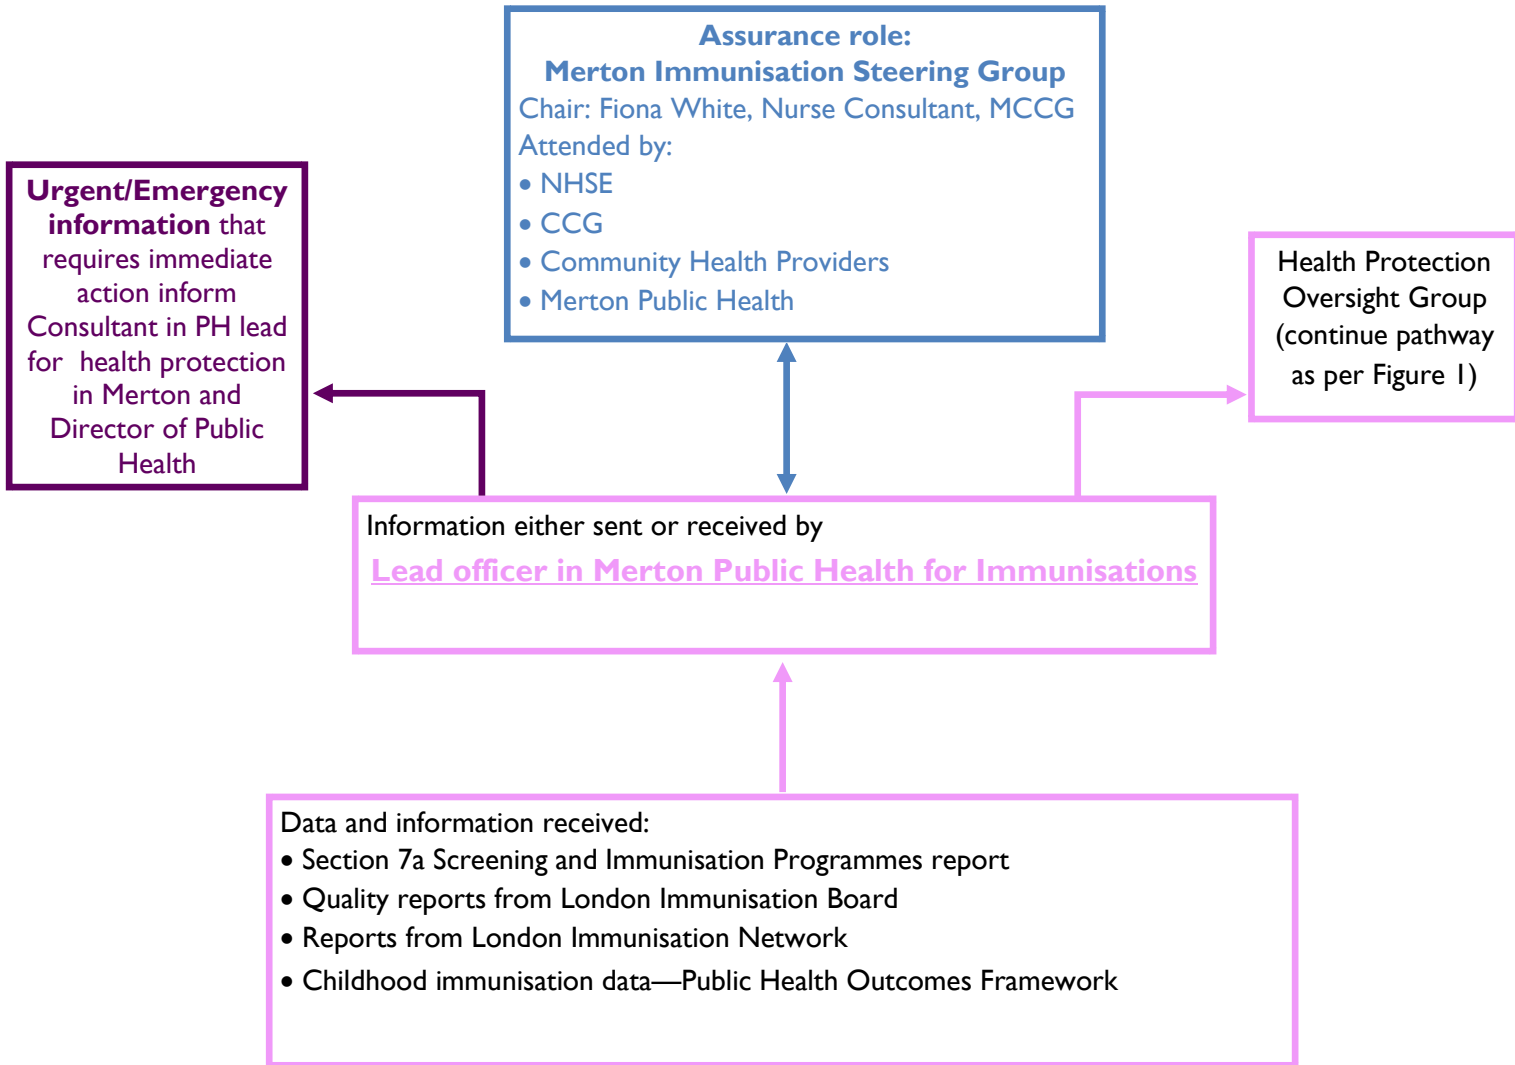 Assurance role:
Merton Immunisation Steering Group
Chair: Fiona White, Nurse Consultant, MCCG
Attended by:
• NHSE
• CCG
• Community Health Providers
• Merton Public Health
Urgent/Emergency
information that
requires immediate
action inform
Consultant in PH lead
for health protection
in Merton and
Director of Public
Health
Health Protection
Oversight Group
(continue pathway
as per Figure 1)
Information either sent or received by
Lead officer in Merton Public Health for Immunisations
Data and information received:
• Section 7a Screening and Immunisation Programmes report
• Quality reports from London Immunisation Board
• Reports from London Immunisation Network
• Childhood immunisation data—Public Health Outcomes Framework